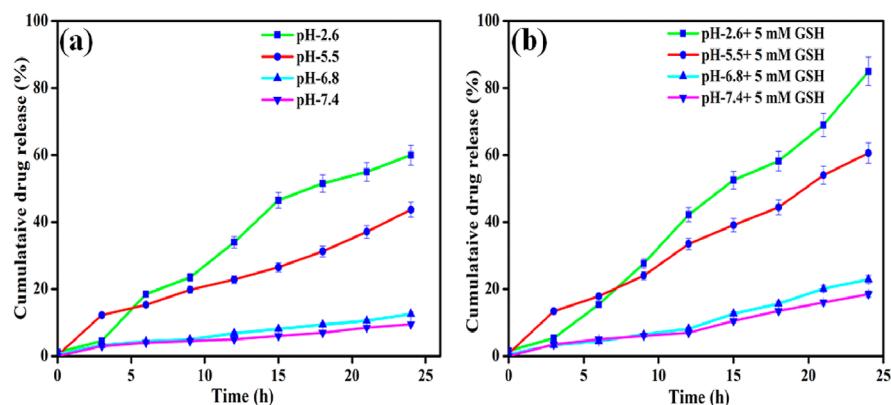 (a)
pH-2.6
pH-5.5
pH-6.8
pH-7.4
Cumulataive drug release (%)
100
80
60
40
20
0
0 5 10 15 20 25
Time (h)
(b)
pH-2.6+ 5 mM GSH
pH-5.5+ 5 mM GSH
pH-6.8+ 5 mM GSH
pH-7.4+ 5 mM GSH
Cumulataive drug release (%)
100
80
60
40
20
0
0 5 10 15 20 25
Time (h)